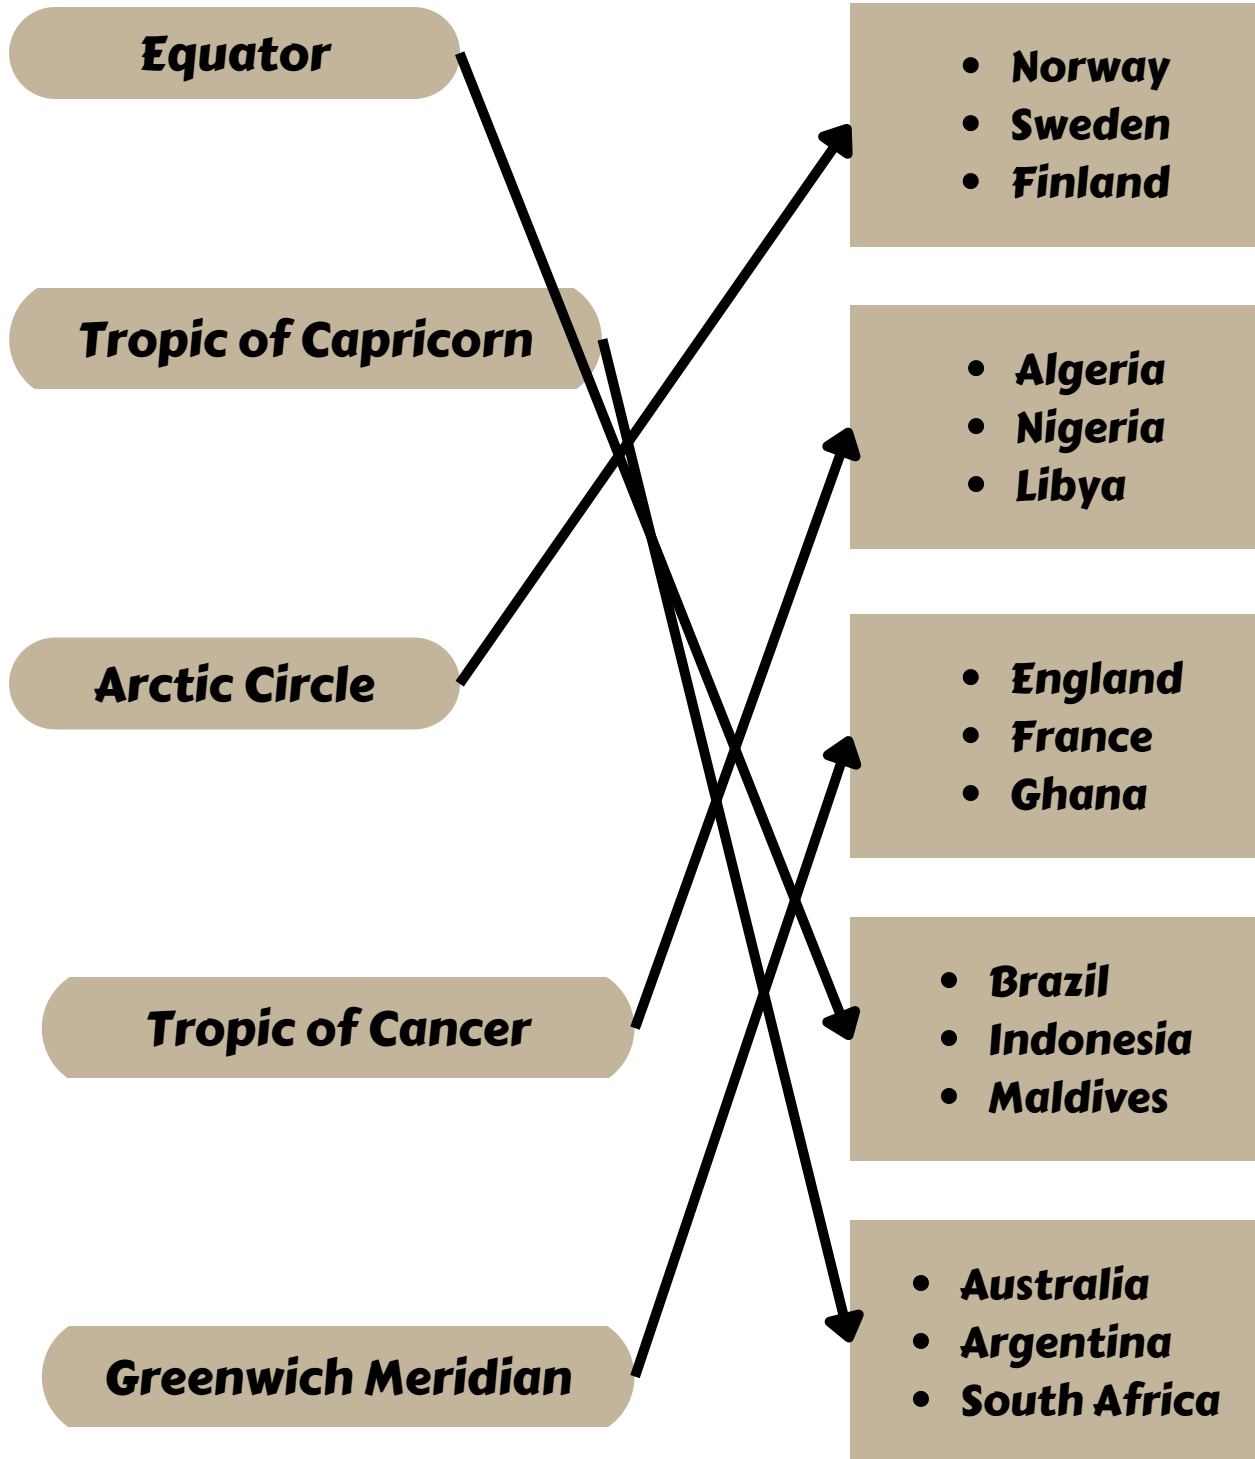 Equator
Tropic of Capricorn
Arctic Circle
Tropic of Cancer
Greenwich Meridian
• Norway
• Sweden
• Finland
• Algeria
• Nigeria
• Libya
• England
• France
• Ghana
• Brazil
• Indonesia
• Maldives
• Australia
• Argentina
• South Africa